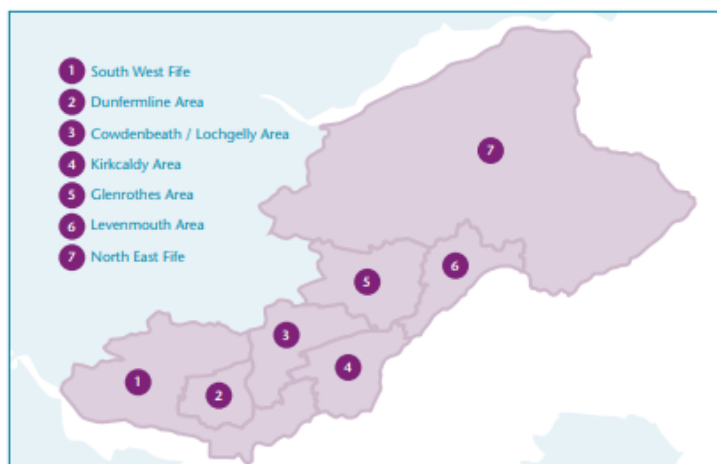 1 South West Fife
2 Dunfermline Area
3 Cowdenbeath / Lochgelly Area
4 Kirkcaldy Area
5 Glenrothes Area
6 Levenmouth Area
7 North East Fife
7
6
5
3
4
1
2